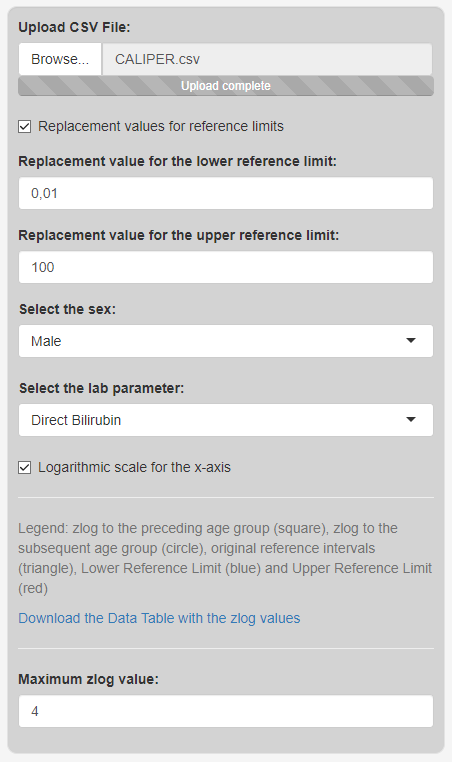 Upload CSV File:
Browse... CALIPER.csv
Upload complete
Replacement values for reference limits
Replacement value for the lower reference limit:
0,01
Replacement value for the upper reference limit:
100
Select the sex:
Male
Select the lab parameter:
Direct Bilirubin
Logarithmic scale for the x-axis
Legend: zlog to the preceding age group (square), zlog to the
subsequent age group (circle), original reference intervals
(triangle), Lower Reference Limit (blue) and Upper Reference Limit
(red)
Download the Data Table with the zlog values
Maximum zlog value:
4